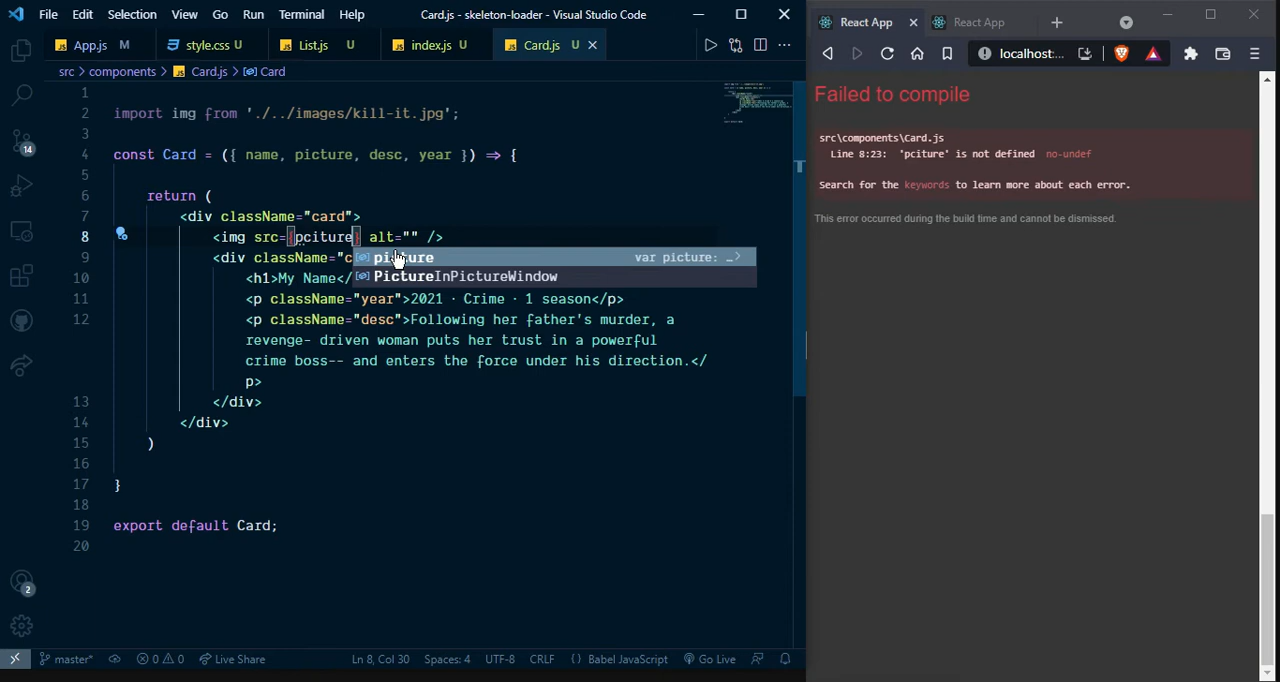 File Edit Selection View Go Run Terminal Help Card.js - skeleton-loader - Visual Studio Code
App.js M style.css U List.js U index.js U Card.js U
src > components > Card.js > Card
1
2 import img from './../images/kill-it.jpg';
3
4 const Card = ({ name, picture, desc, year }) ⇒ {
5
6 return (
7 <div className="card">
8 <img src={pciture} alt="" />
9 <div className="c
picture var picture: …
10 <h1>My Name</
PictureInPictureWindow
11 <p className="year">2021 · Crime · 1 season</p>
12 <p className="desc">Following her father's murder, a
revenge- driven woman puts her trust in a powerful
crime boss-- and enters the force under his direction.</
p>
13 </div>
14 </div>
15 )
16
17 }
18
19 export default Card;
20
14
2
master* 0 0 Live Share Ln 8, Col 30 Spaces: 4 UTF-8 CRLF {} Babel JavaScript Go Live
React App React App
localhost:...
Failed to compile
src\components\Card.js
Line 8:23: 'pciture' is not defined no-undef
Search for the keywords to learn more about each error.
This error occurred during the build time and cannot be dismissed.